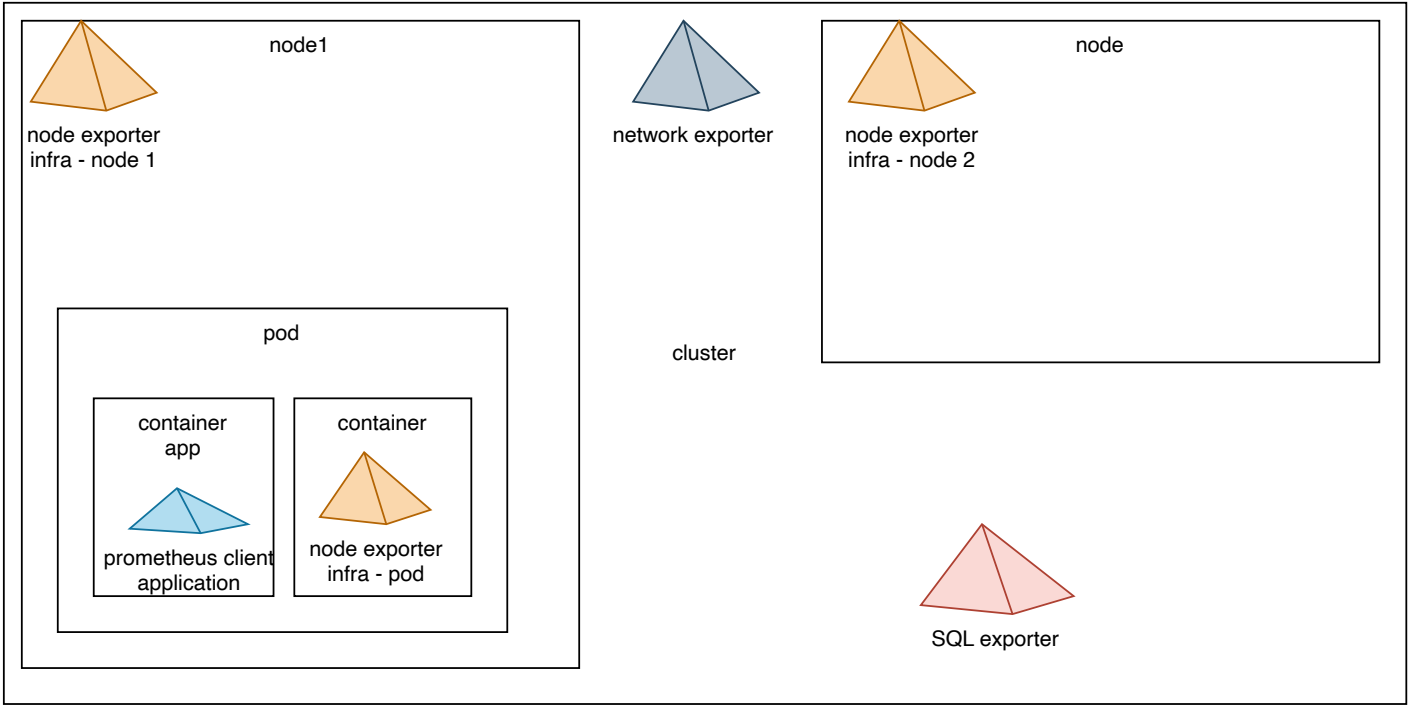 node1
node exporter
infra - node 1
network exporter
node
node exporter
infra - node 2
pod
cluster
container
app
prometheus client
application
container
node exporter
infra - pod
SQL exporter